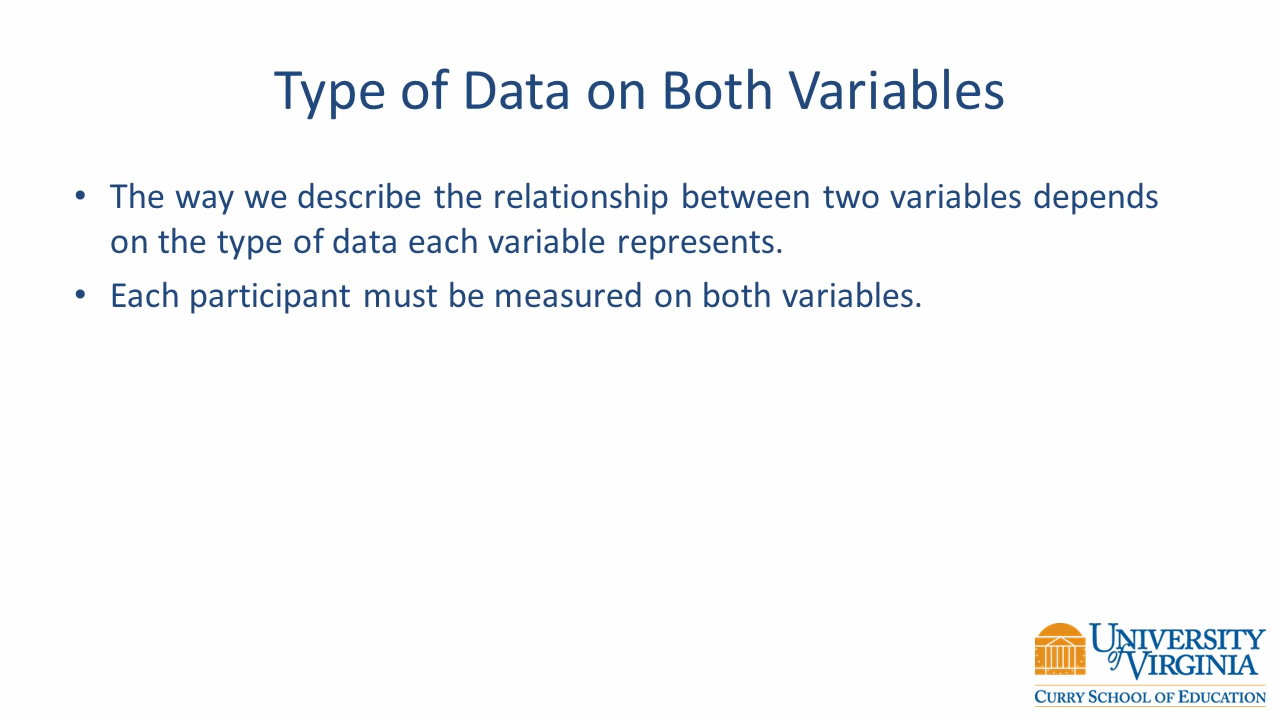 Type of Data on Both Variables
• The way we describe the relationship between two variables depends
on the type of data each variable represents.
• Each participant must be measured on both variables.
UNIVERSITY
of VIRGINIA
CURRY SCHOOL OF EDUCATION